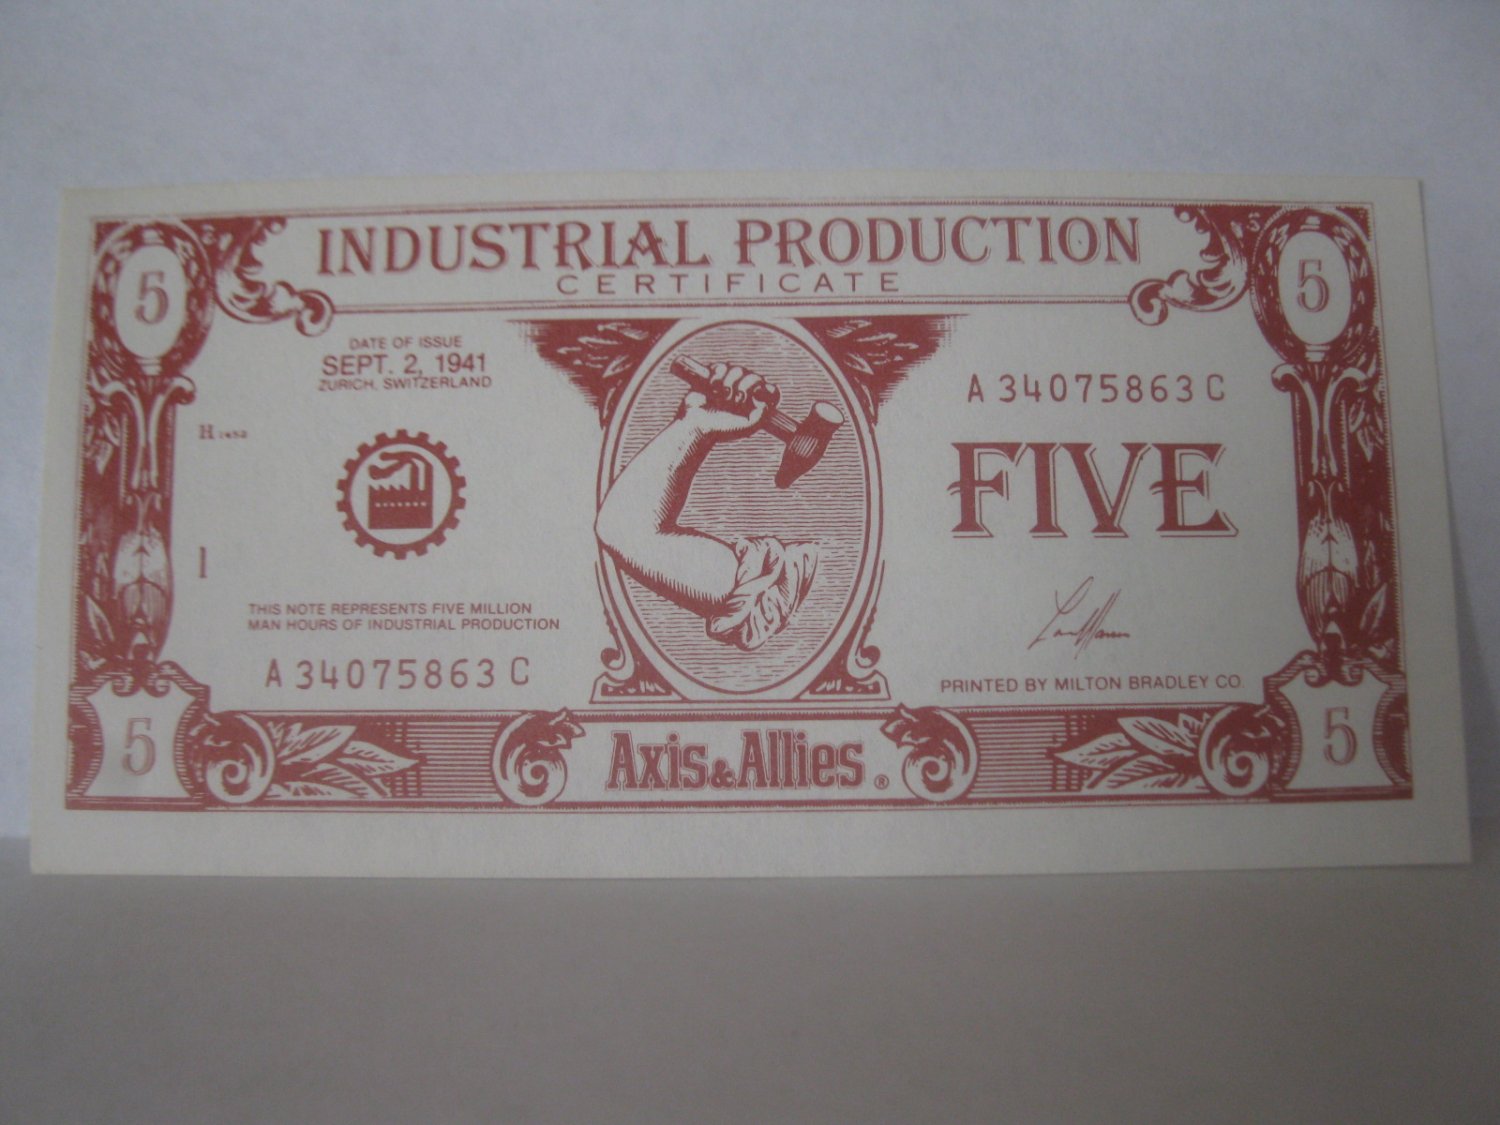 INDUSTRIAL PRODUCTION
CERTIFICATE
5
5
DATE OF ISSUE
SEPT. 2, 1941
ZURICH, SWITZERLAND
A 34075863 C
H
FIVE
1
THIS NOTE REPRESENTS FIVE MILLION
MAN HOURS OF INDUSTRIAL PRODUCTION
A 34075863 C
PRINTED BY MILTON BRADLEY CO.
5
5
Axis & Allies ®